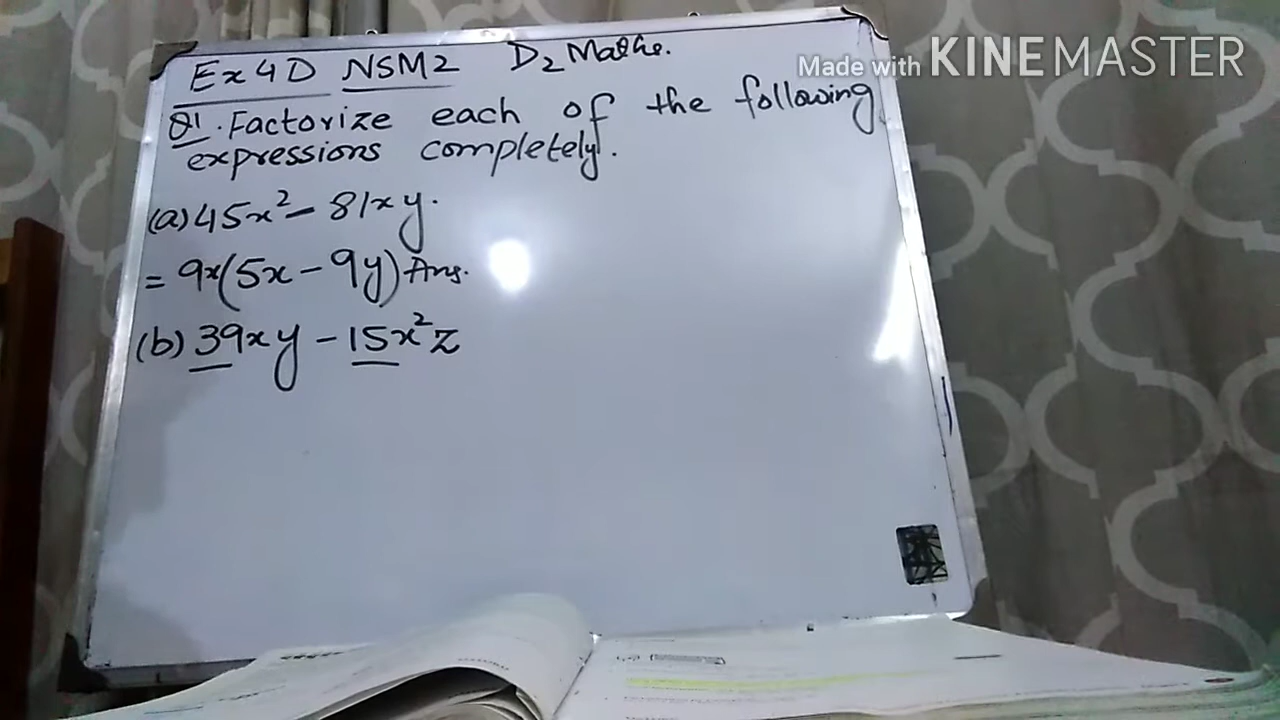 Made with KINEMASTER
Ex 4D NSM2 D2 Maths.
Q1. Factorize each of the following
expressions completely.
(a) 45x² – 81xy.
= 9x(5x – 9y) Ans.
(b) 39xy – 15x²z